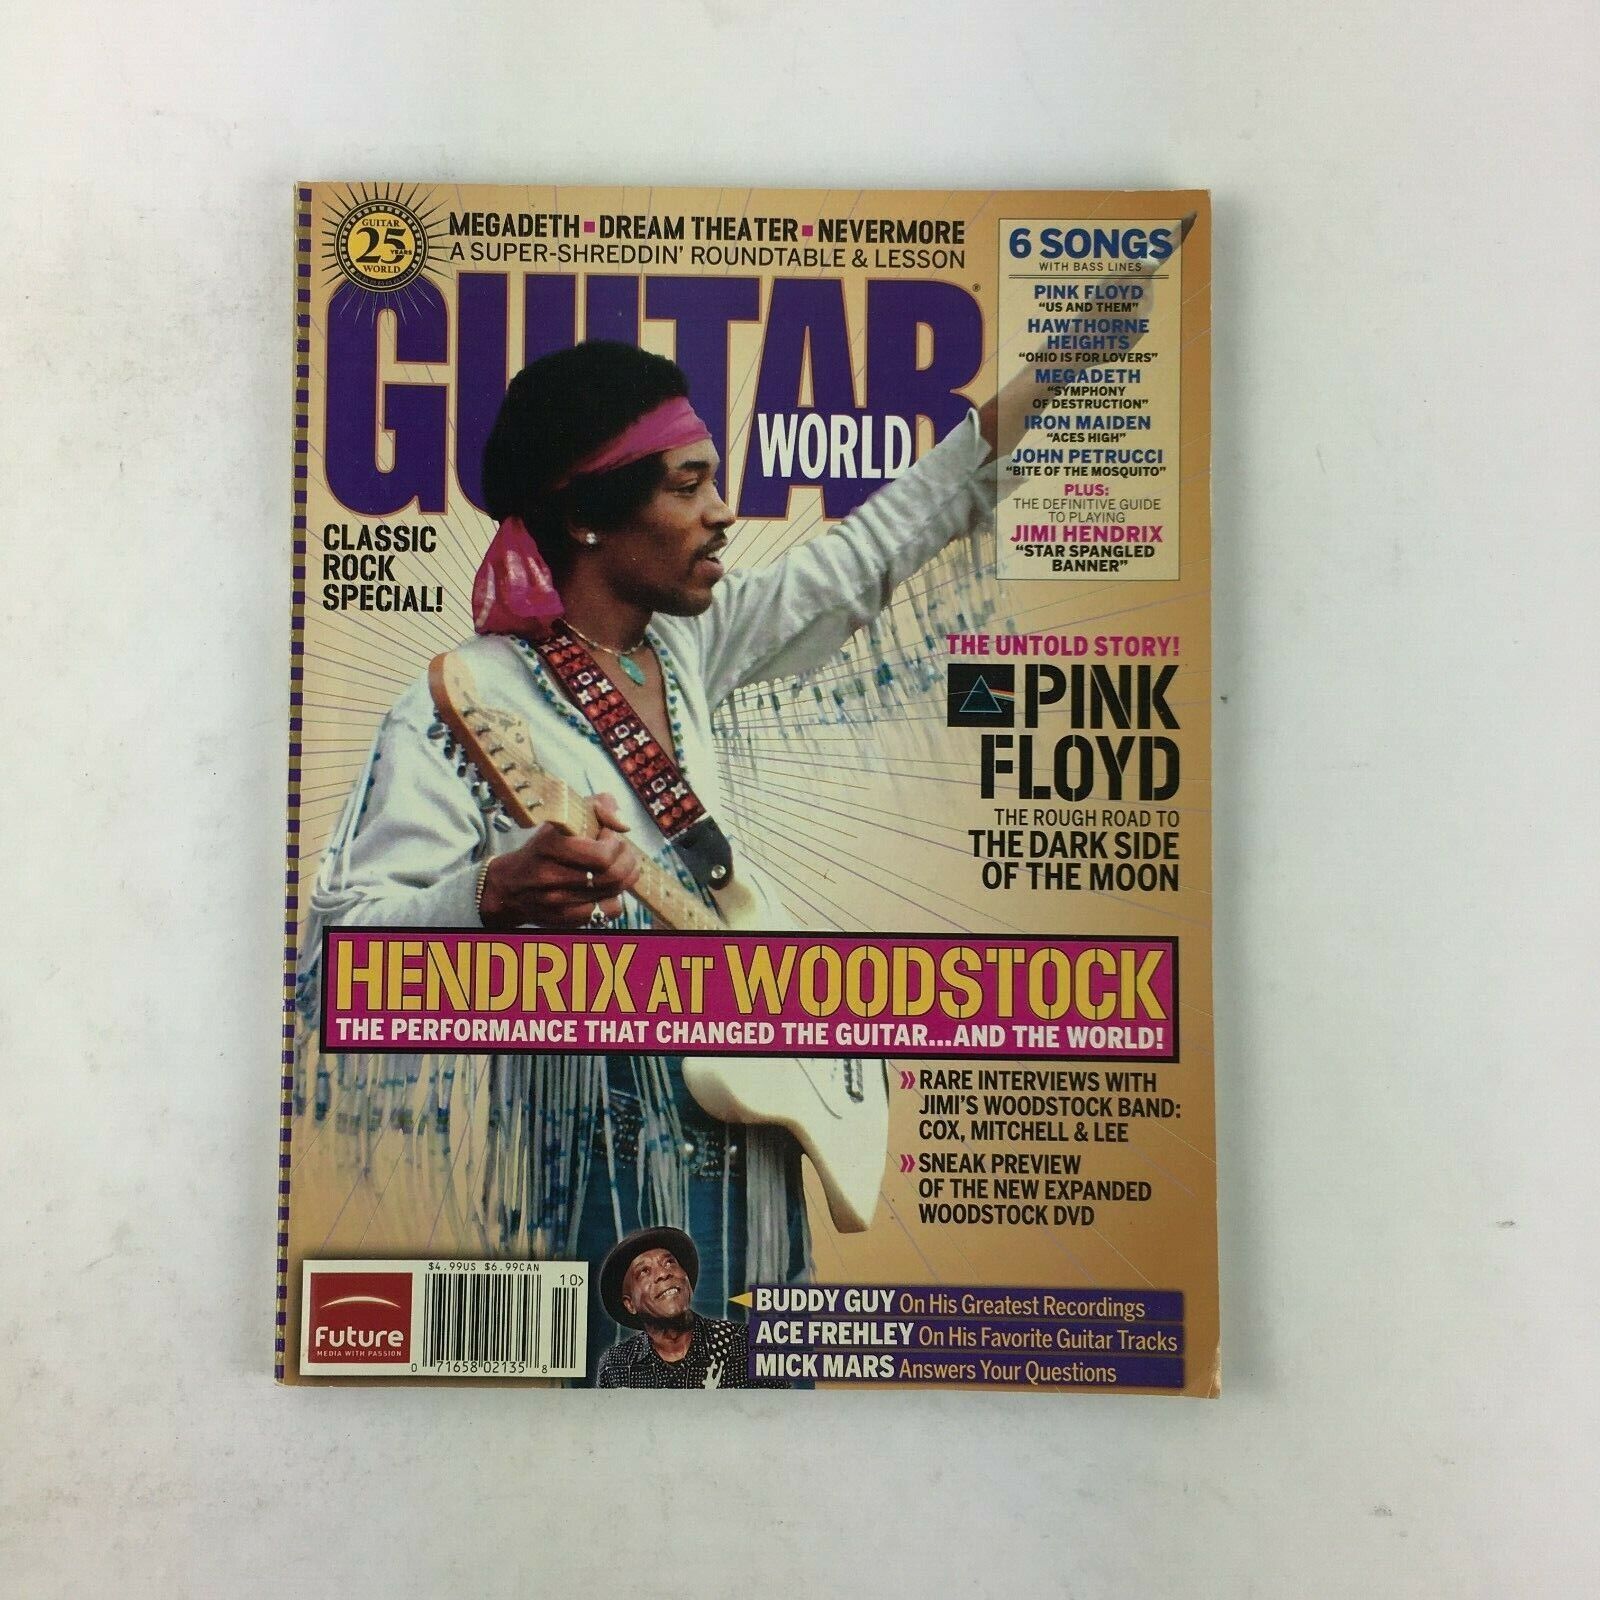 GUITAR
25 YEARS
WORLD
MEGADETH ▪ DREAM THEATER ▪ NEVERMORE
A SUPER-SHREDDIN' ROUNDTABLE & LESSON
GUITAR®
WORLD
CLASSIC
ROCK
SPECIAL!
6 SONGS
WITH BASS LINES
PINK FLOYD
"US AND THEM"
HAWTHORNE
HEIGHTS
"OHIO IS FOR LOVERS"
MEGADETH
"SYMPHONY
OF DESTRUCTION"
IRON MAIDEN
"ACES HIGH"
JOHN PETRUCCI
"BITE OF THE MOSQUITO"
PLUS:
THE DEFINITIVE GUIDE
TO PLAYING
JIMI HENDRIX
"STAR SPANGLED
BANNER"
THE UNTOLD STORY!
PINK
FLOYD
THE ROUGH ROAD TO
THE DARK SIDE
OF THE MOON
HENDRIX AT WOODSTOCK
THE PERFORMANCE THAT CHANGED THE GUITAR...AND THE WORLD!
» RARE INTERVIEWS WITH
JIMI'S WOODSTOCK BAND:
COX, MITCHELL & LEE
» SNEAK PREVIEW
OF THE NEW EXPANDED
WOODSTOCK DVD
BUDDY GUY On His Greatest Recordings
ACE FREHLEY On His Favorite Guitar Tracks
MICK MARS Answers Your Questions
$4.99US $6.99CAN
10>
Future
MEDIA WITH PASSION
0 71658 02135 8